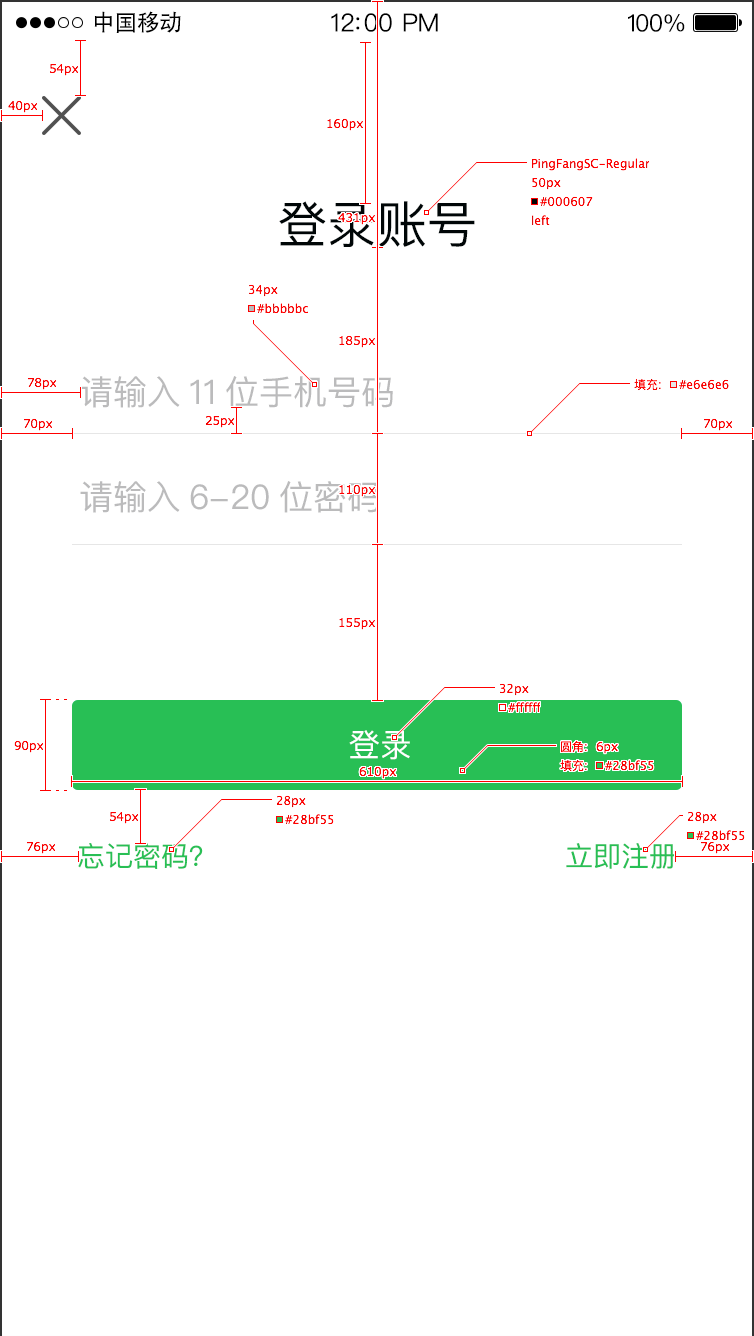 中国移动 12:00 PM 100%
54px
40px
160px
PingFangSC-Regular
50px
#000607
left
登录账号
431px
34px
#bbbbbc
185px
78px
请输入 11 位手机号码
填充: #e6e6e6
25px
70px
70px
请输入 6-20 位密码
110px
155px
32px
#ffffff
90px
登录
圆角: 6px
填充: #28bf55
610px
54px
28px
#28bf55
28px
#28bf55
76px
76px
忘记密码?
立即注册